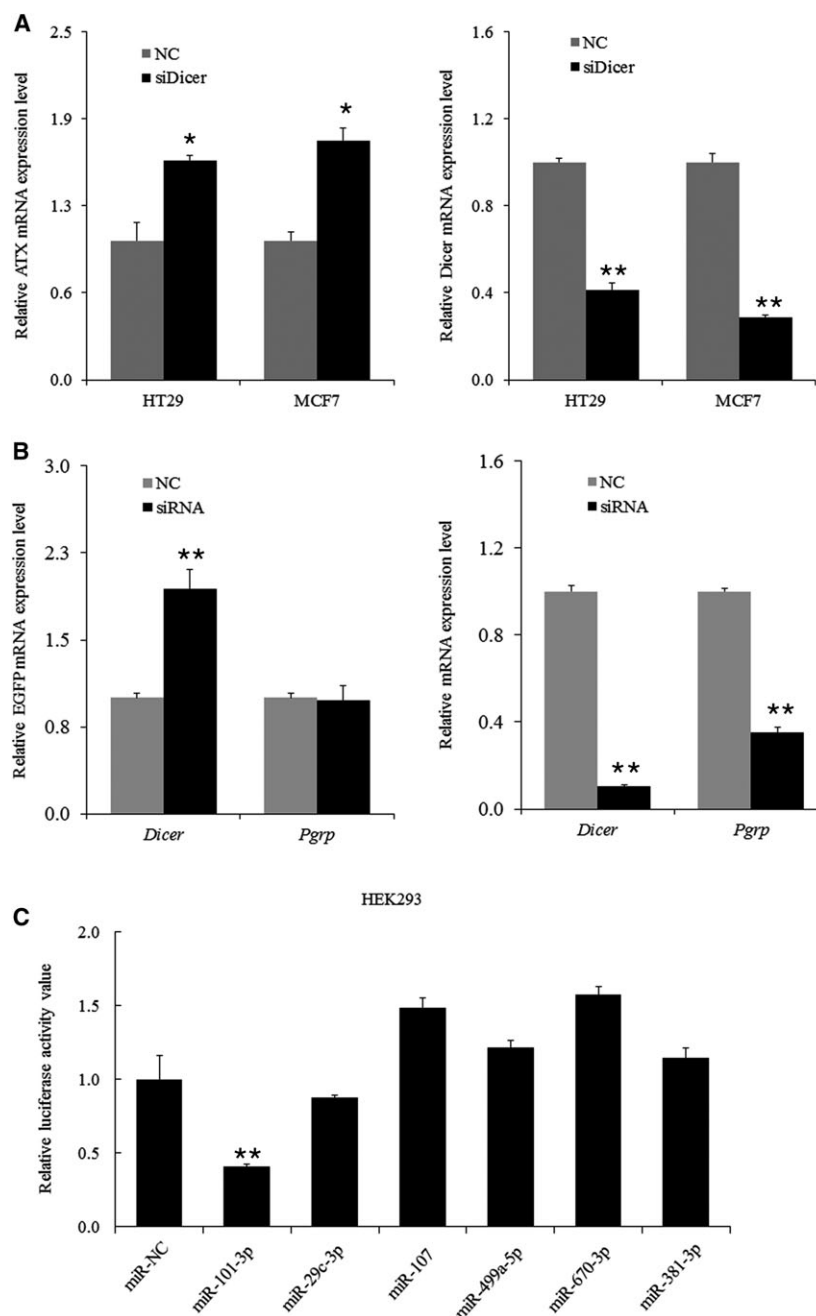 A
Relative ATX mRNA expression level
2.5
1.9
1.3
0.6
0.0
NC
siDicer
*
*
HT29
MCF7
Relative Dicer mRNA expression level
1.6
1.2
0.8
0.4
0.0
NC
siDicer
**
**
HT29
MCF7
B
Relative EGFP mRNA expression level
3.0
2.3
1.5
0.8
0.0
NC
siRNA
**
Dicer
Pgrp
Relative mRNA expression level
1.6
1.2
0.8
0.4
0.0
NC
siRNA
**
**
Dicer
Pgrp
C
HEK293
Relative luciferase activity value
2.0
1.5
1.0
0.5
0.0
**
miR-NC
miR-101-3p
miR-29c-3p
miR-107
miR-499a-5p
miR-670-3p
miR-381-3p